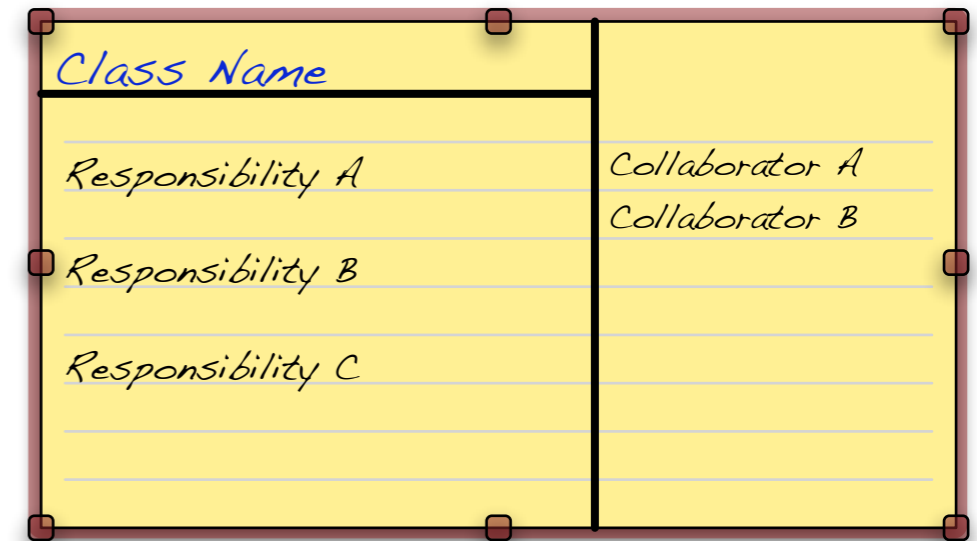 Class Name
Responsibility A
Responsibility B
Responsibility C
Collaborator A
Collaborator B